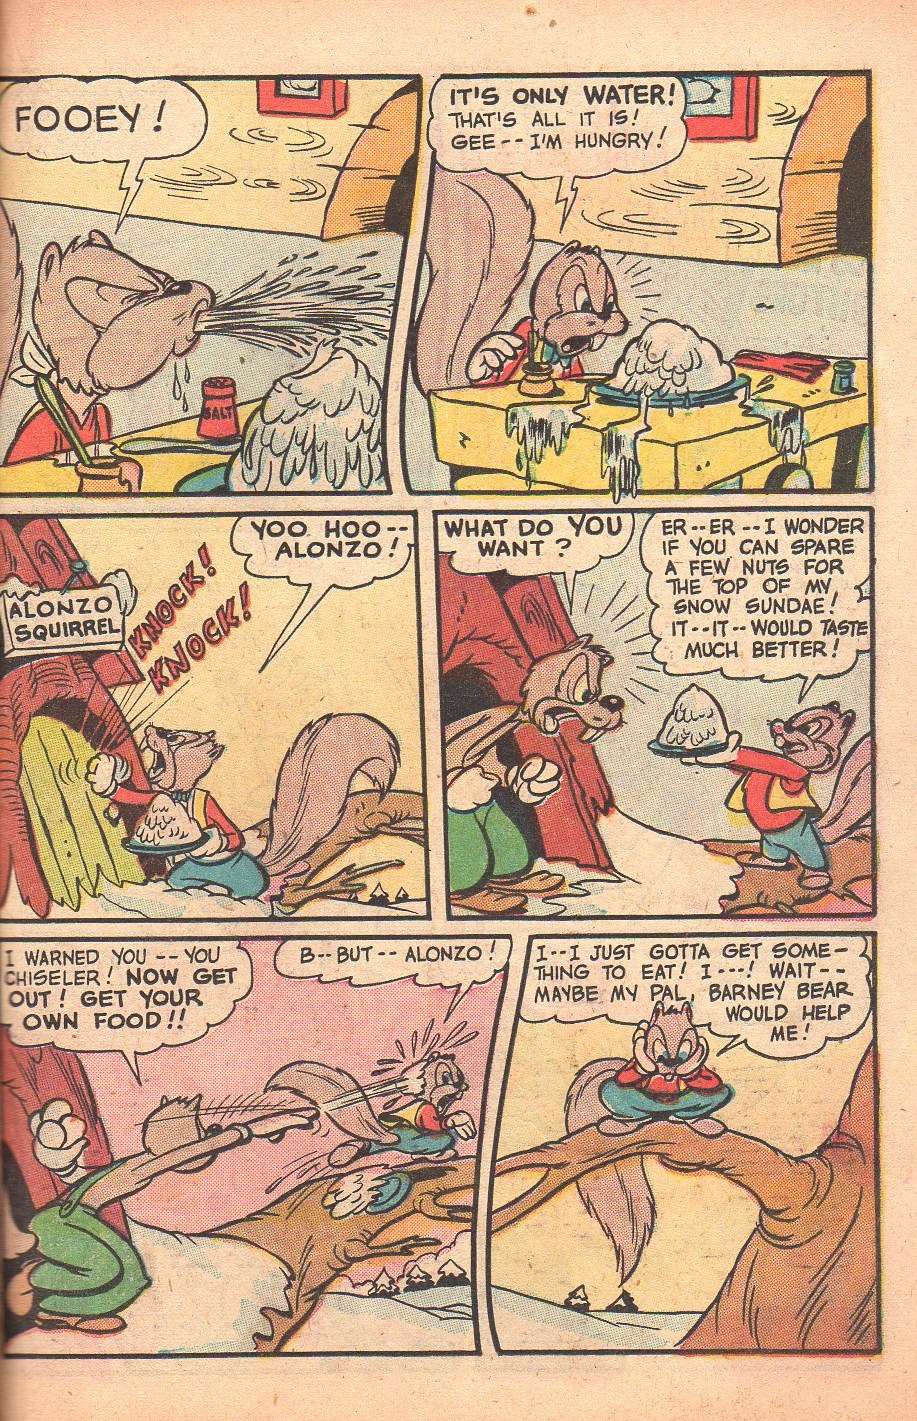 FOOEY!
IT'S ONLY WATER!
THAT'S ALL IT IS!
GEE -- I'M HUNGRY!
SALT
YOO HOO --
ALONZO!
ALONZO
SQUIRREL
KNOCK!
KNOCK!
WHAT DO YOU
WANT?
ER -- ER -- I WONDER
IF YOU CAN SPARE
A FEW NUTS FOR
THE TOP OF MY
SNOW SUNDAE!
IT -- IT -- WOULD TASTE
MUCH BETTER!
I WARNED YOU -- YOU
CHISELER! NOW GET
OUT! GET YOUR
OWN FOOD!!
B -- BUT -- ALONZO!
I -- I JUST GOTTA GET SOME-
THING TO EAT! I ---! WAIT --
MAYBE MY PAL, BARNEY BEAR
WOULD HELP
ME!